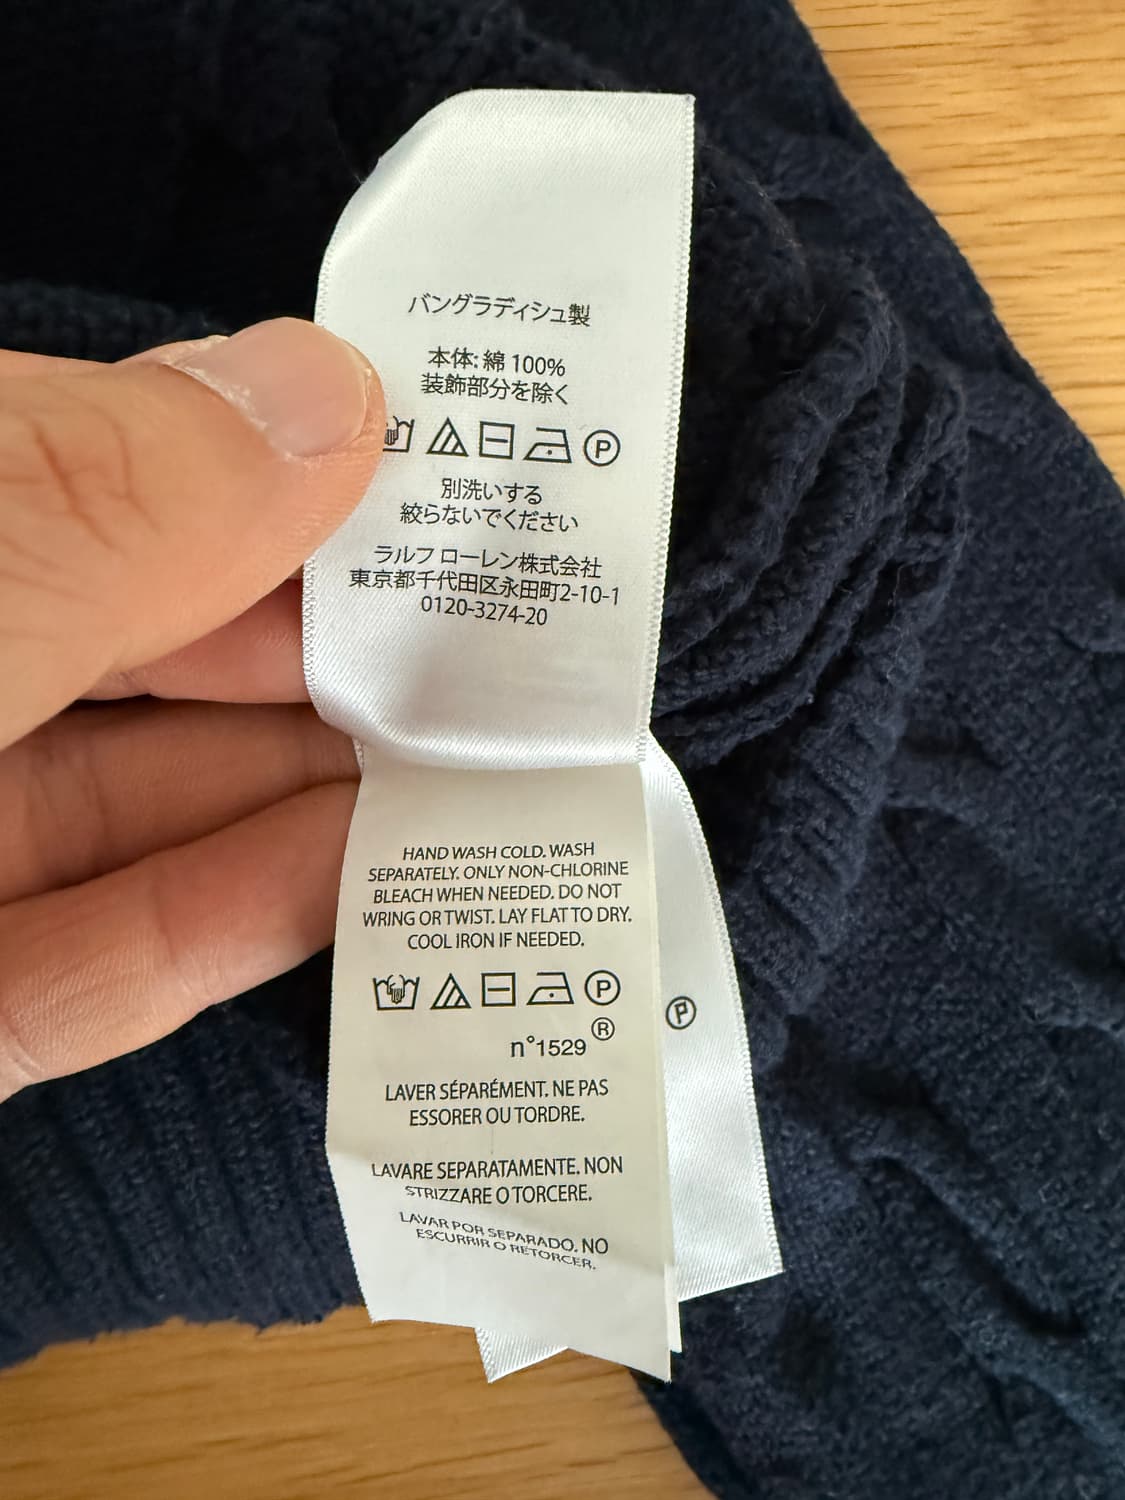 バングラディシュ製
本体: 綿 100%
装飾部分を除く
P
別洗いする
絞らないでください
ラルフ ローレン株式会社
東京都千代田区永田町2-10-1
0120-3274-20
HAND WASH COLD. WASH
SEPARATELY. ONLY NON-CHLORINE
BLEACH WHEN NEEDED. DO NOT
WRING OR TWIST. LAY FLAT TO DRY.
COOL IRON IF NEEDED.
P
P
n°1529 ®
LAVER SÉPARÉMENT. NE PAS
ESSORER OU TORDRE.
LAVARE SEPARATAMENTE. NON
STRIZZARE O TORCERE.
LAVAR POR SEPARADO. NO
ESCURRIR O RETORCER.